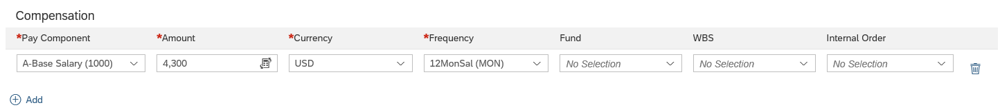 Compensation
*Pay Component *Amount *Currency *Frequency Fund WBS Internal Order
A-Base Salary (1000) 4,300 USD 12MonSal (MON) No Selection No Selection No Selection
Add